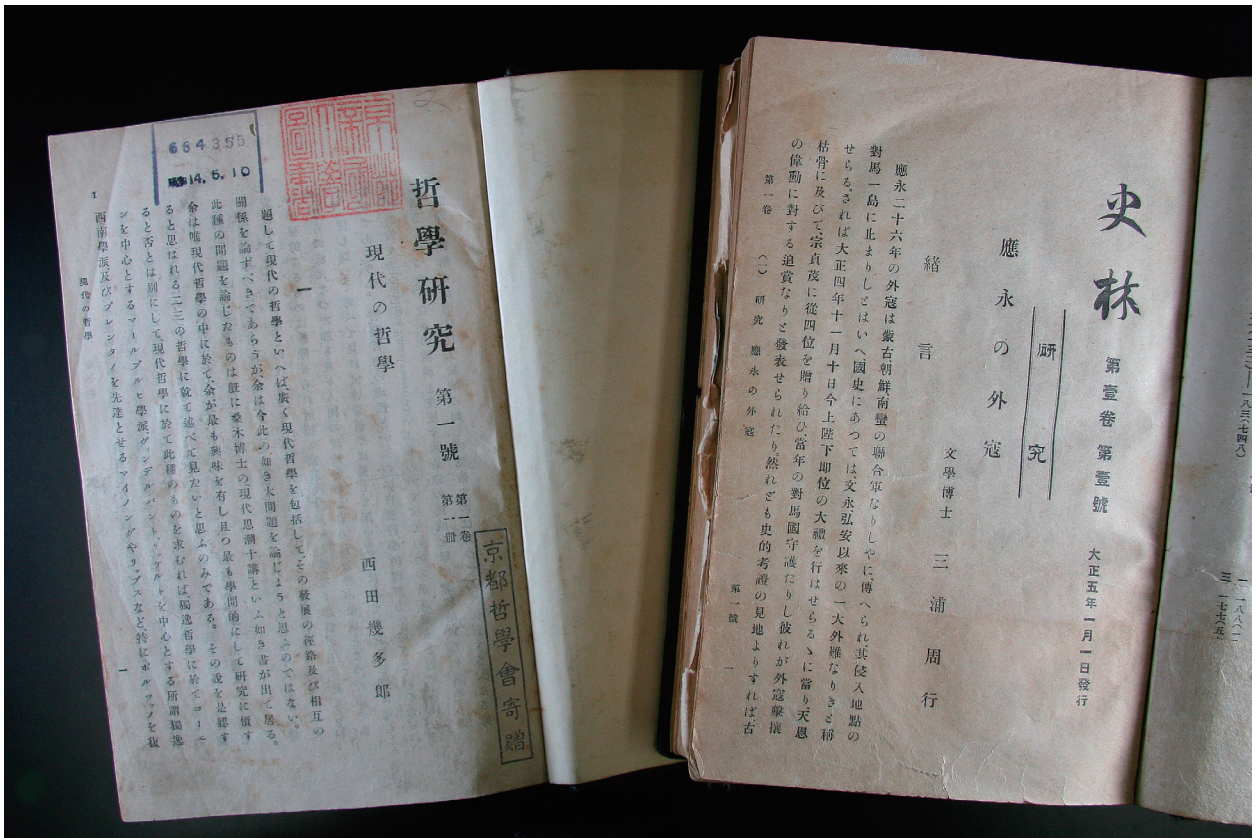 史林 第壹卷 第壹號 大正五年一月一日發行
研究
應永の外寇
文學博士 三浦周行
緒言
應永二十六年の外寇は蒙古朝鮮南蠻の聯合軍なりしやに傳へられ、其侵入地點の
對馬一島に止まりしとはいへ國史にあつては、文永弘安以來の一大外難なりきと稱
せらる。されば大正四年十一月十日今上陛下即位の大禮を行はせらるゝに當り、天恩
枯骨に及びて、宗貞茂に從四位を贈り給ひ、當年の對馬國守護たりし彼れが外寇擊攘
の偉勳に對する追賞なりと發表せられたり。然れども史的考證の見地よりすれば古
第一卷 (一) 研究 應永の外寇 第一號 一
哲學研究 第一號 第一卷 第一冊
京都哲學會寄贈
現代の哲學
西田幾多郎
一
題して現代の哲學といへば、廣く現代哲學を包括して、その發展の徑路及び相互の
關係を論ずべきであらうが、余は今此の如き大問題を論じようと思ふのではない。
此種の問題を論じたものは既に桑木博士の現代思潮十講といふ如き書が出て居る。
余は唯現代哲學の中に於て、余が最も興味を有し且つ最も學問的にして研究に慣す
ると思はれる二三の哲學に就て述べて見たいと思ふのみである。その說を是認す
ると否とは別にして、現代哲學に於て此種のものを求むれば、獨逸哲學に於てコーエ
ンを中心とするマールブルヒ學派、ヴィンデルバント、リッケルトを中心とする所謂獨逸
西南學派及びブレンタノを先達とせるマイノングやリップスなど、特にボルツァノを復
現代の哲學 一
1
664355
14.5.10